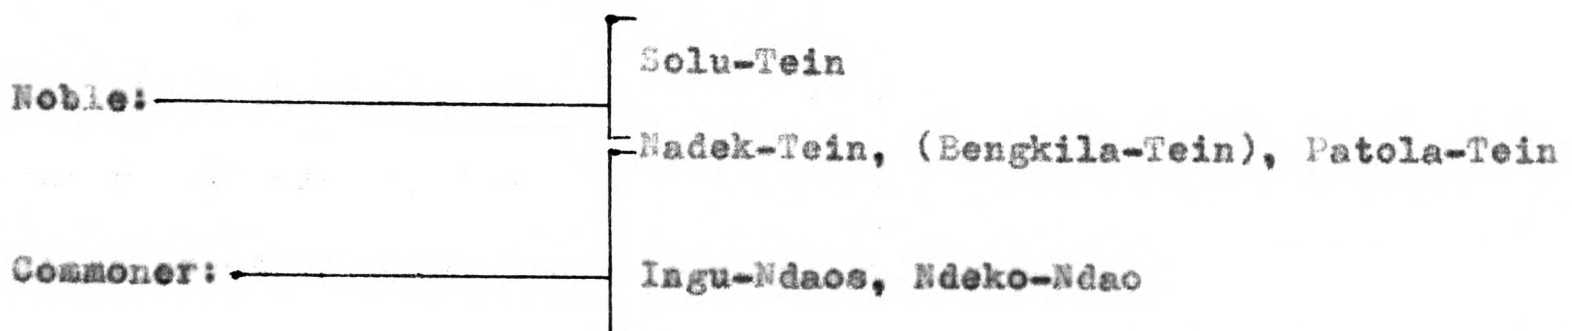 Solu-Tein
Noble:
Nadek-Tein, (Bengkila-Tein), Patola-Tein
Commoner:
Ingu-Ndaos, Ndeko-Ndao